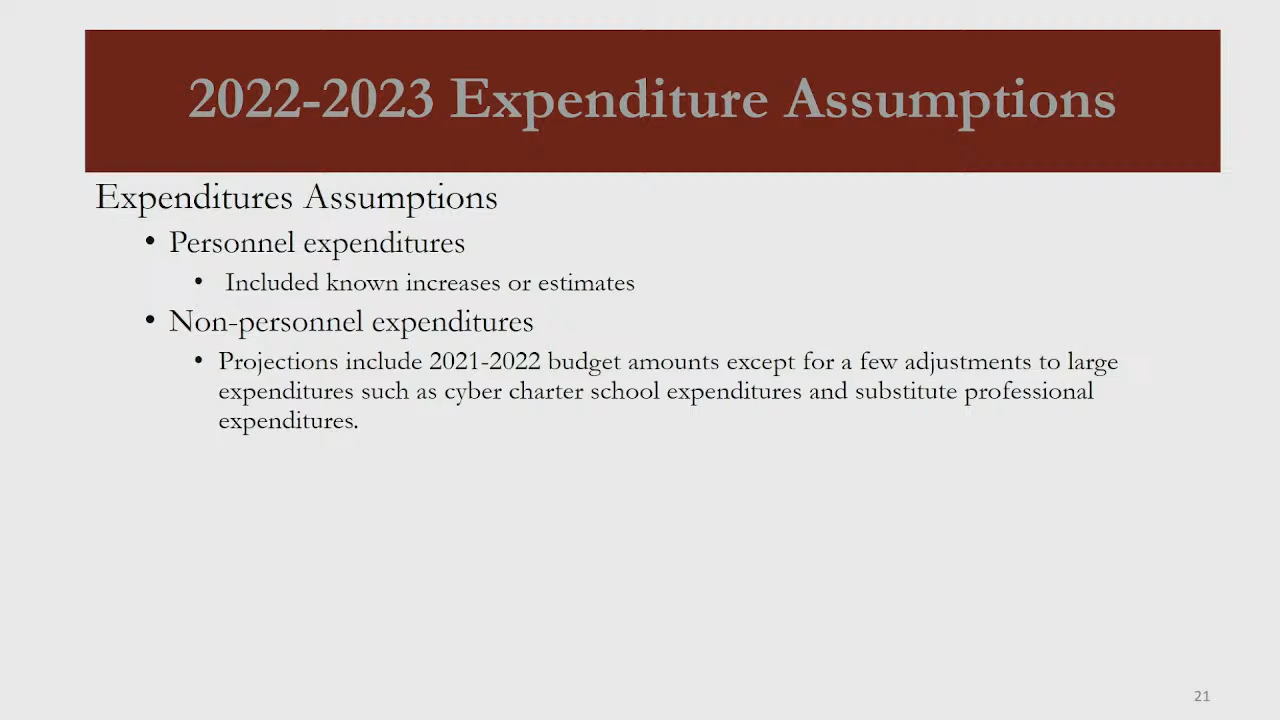 2022-2023 Expenditure Assumptions
Expenditures Assumptions
• Personnel expenditures
• Included known increases or estimates
• Non-personnel expenditures
• Projections include 2021-2022 budget amounts except for a few adjustments to large
expenditures such as cyber charter school expenditures and substitute professional
expenditures.
21